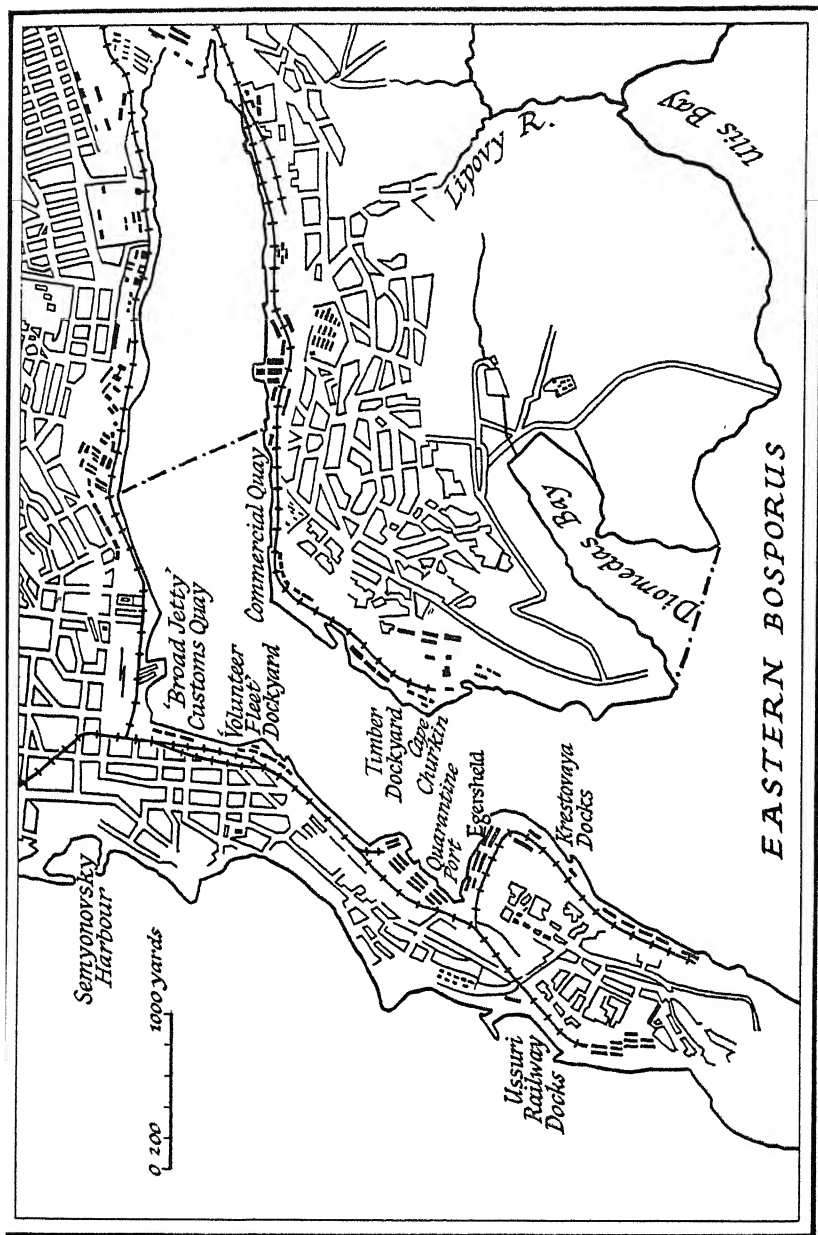 Semyonovsky
Harbour
0 200 1000 yards
'Broad Jetty'
Customs Quay
'Volunteer
Fleet'
Dockyard
Commercial Quay
Timber
Dockyard
Cape
Churkin
Quarantine
Port
Egersheld
Krestovaya
Docks
Ussuri
Railway
Docks
Lipovy R.
Ulis Bay
Diomedas Bay
EASTERN BOSPORUS